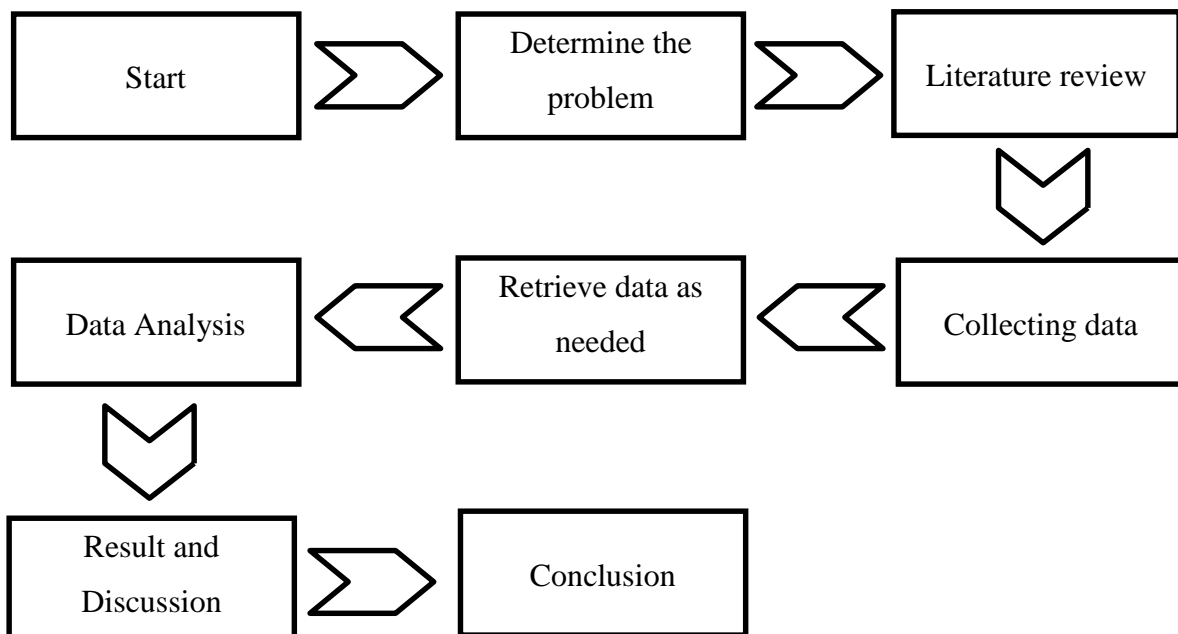 Start
Determine the
problem
Literature review
Collecting data
Retrieve data as
needed
Data Analysis
Result and
Discussion
Conclusion